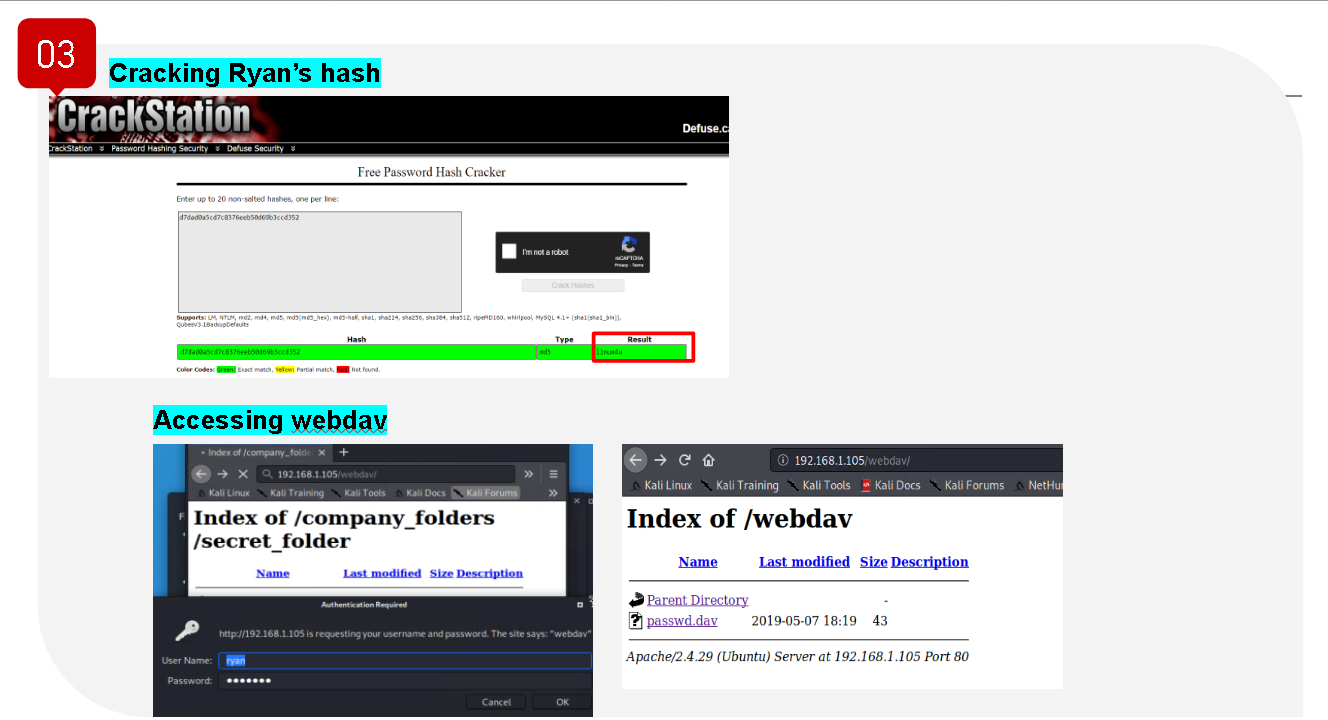 03
Cracking Ryan's hash
CrackStation
Defuse.ca
CrackStation Password Hashing Security Defuse Security
Free Password Hash Cracker
Enter up to 20 non-salted hashes, one per line:
d7dad0a5cd7c8376eeb50d69b3ccd352
I'm not a robot
reCAPTCHA
Privacy - Terms
Crack Hashes
Supports: LM, NTLM, md2, md4, md5, md5(md5_hex), md5-half, sha1, sha224, sha256, sha384, sha512, ripeMD160, whirlpool, MySQL 4.1+ (sha1(sha1_bin)),
QubesV3.1BackupDefaults
Hash Type Result
d7dad0a5cd7c8376eeb50d69b3ccd352 md5 linux4u
Color Codes: Green: Exact match, Yellow: Partial match, Red: Not found.
Accessing webdav
Index of /company_folder
192.168.1.105/webdav/
Kali Linux Kali Training Kali Tools Kali Docs Kali Forums
Index of /company_folders
/secret_folder
Name Last modified Size Description
Authentication Required
http://192.168.1.105 is requesting your username and password. The site says: "webdav"
User Name: ryan
Password: •••••••
Cancel OK
192.168.1.105/webdav/
Kali Linux Kali Training Kali Tools Kali Docs Kali Forums NetHu
Index of /webdav
Name Last modified Size Description
Parent Directory -
passwd.dav 2019-05-07 18:19 43
Apache/2.4.29 (Ubuntu) Server at 192.168.1.105 Port 80